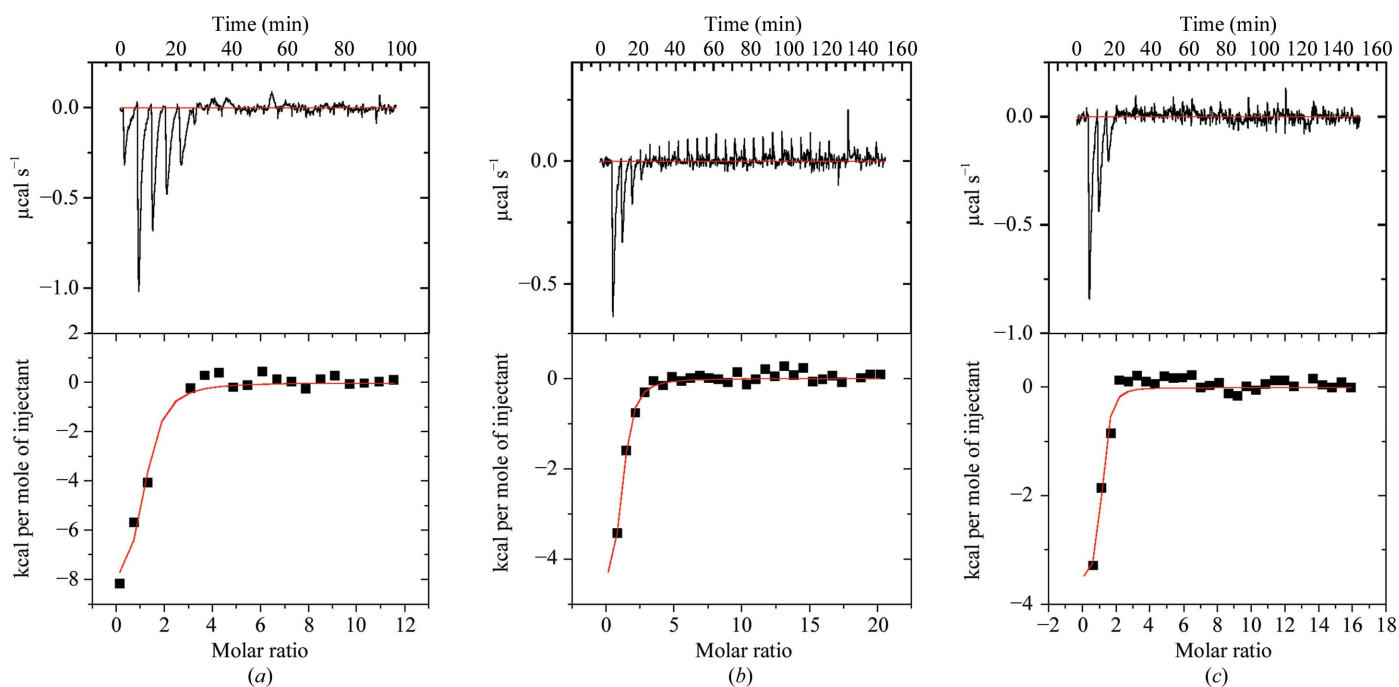 Time (min)
0 20 40 60 80 100
0.0
−0.5
−1.0
µcal s⁻¹
2
0
−2
−4
−6
−8
kcal per mole of injectant
0 2 4 6 8 10 12
Molar ratio
(a)
Time (min)
0 20 40 60 80 100 120 140 160
0.0
−0.5
µcal s⁻¹
0
−2
−4
kcal per mole of injectant
0 5 10 15 20
Molar ratio
(b)
Time (min)
0 20 40 60 80 100 120 140 160
0.0
−0.5
−1.0
µcal s⁻¹
0
−2
−4
kcal per mole of injectant
−2 0 2 4 6 8 10 12 14 16 18
Molar ratio
(c)